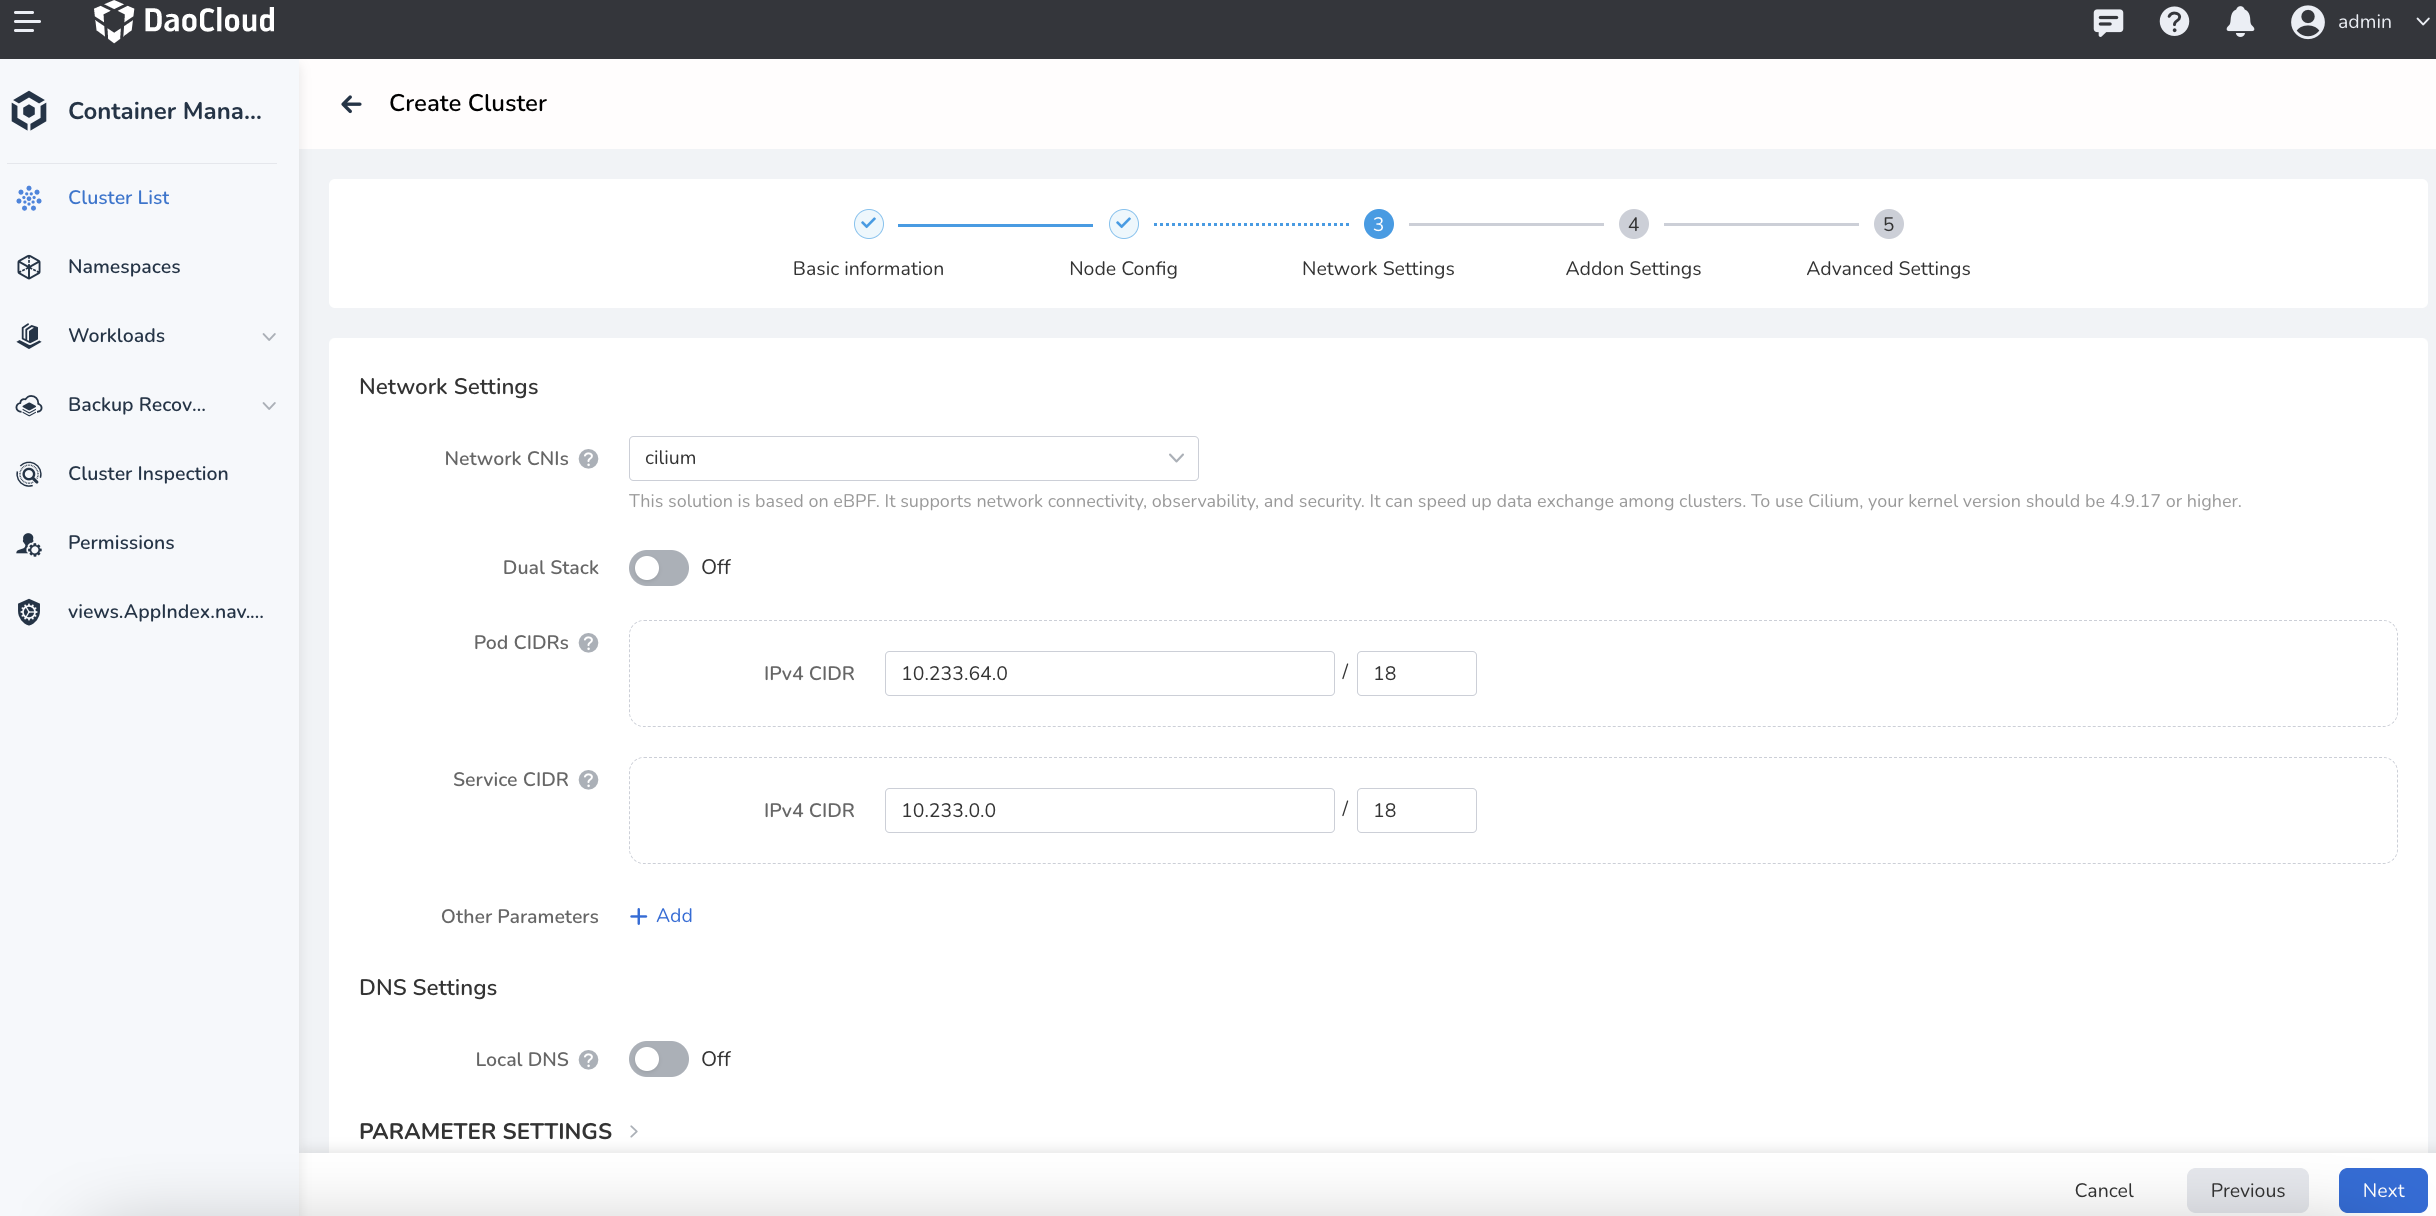 DaoCloud
admin
Container Mana...
Create Cluster
Cluster List
Namespaces
Workloads
Backup Recov...
Cluster Inspection
Permissions
views.AppIndex.nav....
3
4
5
Basic information
Node Config
Network Settings
Addon Settings
Advanced Settings
Network Settings
Network CNIs ?
cilium
This solution is based on eBPF. It supports network connectivity, observability, and security. It can speed up data exchange among clusters. To use Cilium, your kernel version should be 4.9.17 or higher.
Dual Stack
Off
Pod CIDRs ?
IPv4 CIDR
10.233.64.0
/
18
Service CIDR ?
IPv4 CIDR
10.233.0.0
/
18
Other Parameters
+ Add
DNS Settings
Local DNS ?
Off
PARAMETER SETTINGS >
Cancel
Previous
Next